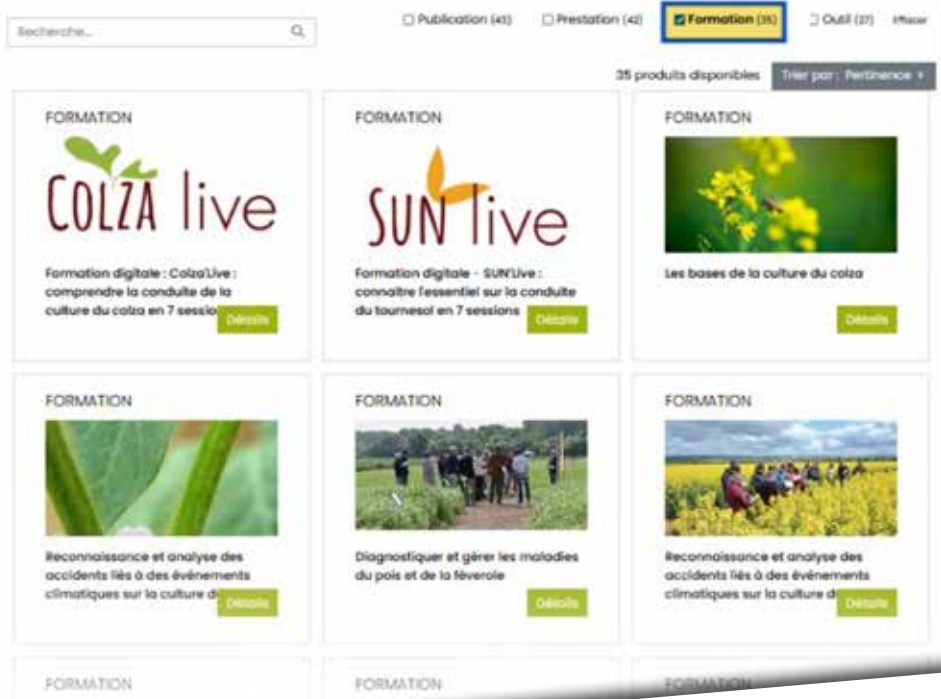 Recherche...
Publication (43) Prestation (42) Formation (35) Outil (27) Effacer
35 produits disponibles Trier par : Pertinence
FORMATION FORMATION FORMATION
COLZA live SUN live
Formation digitale : Colza'Live :
comprendre la conduite de la
culture du colza en 7 sessio
Détails
Formation digitale - SUN'Live :
connaitre l'essentiel sur la conduite
du tournesol en 7 sessions
Détails
Les bases de la culture du colza
Détails
FORMATION FORMATION FORMATION
Reconnaissance et analyse des
accidents liés à des événements
climatiques sur la culture d
Détails
Diagnostiquer et gérer les maladies
du pois et de la féverole
Détails
Reconnaissance et analyse des
accidents liés à des événements
climatiques sur la culture d
Détails
FORMATION FORMATION FORMATION